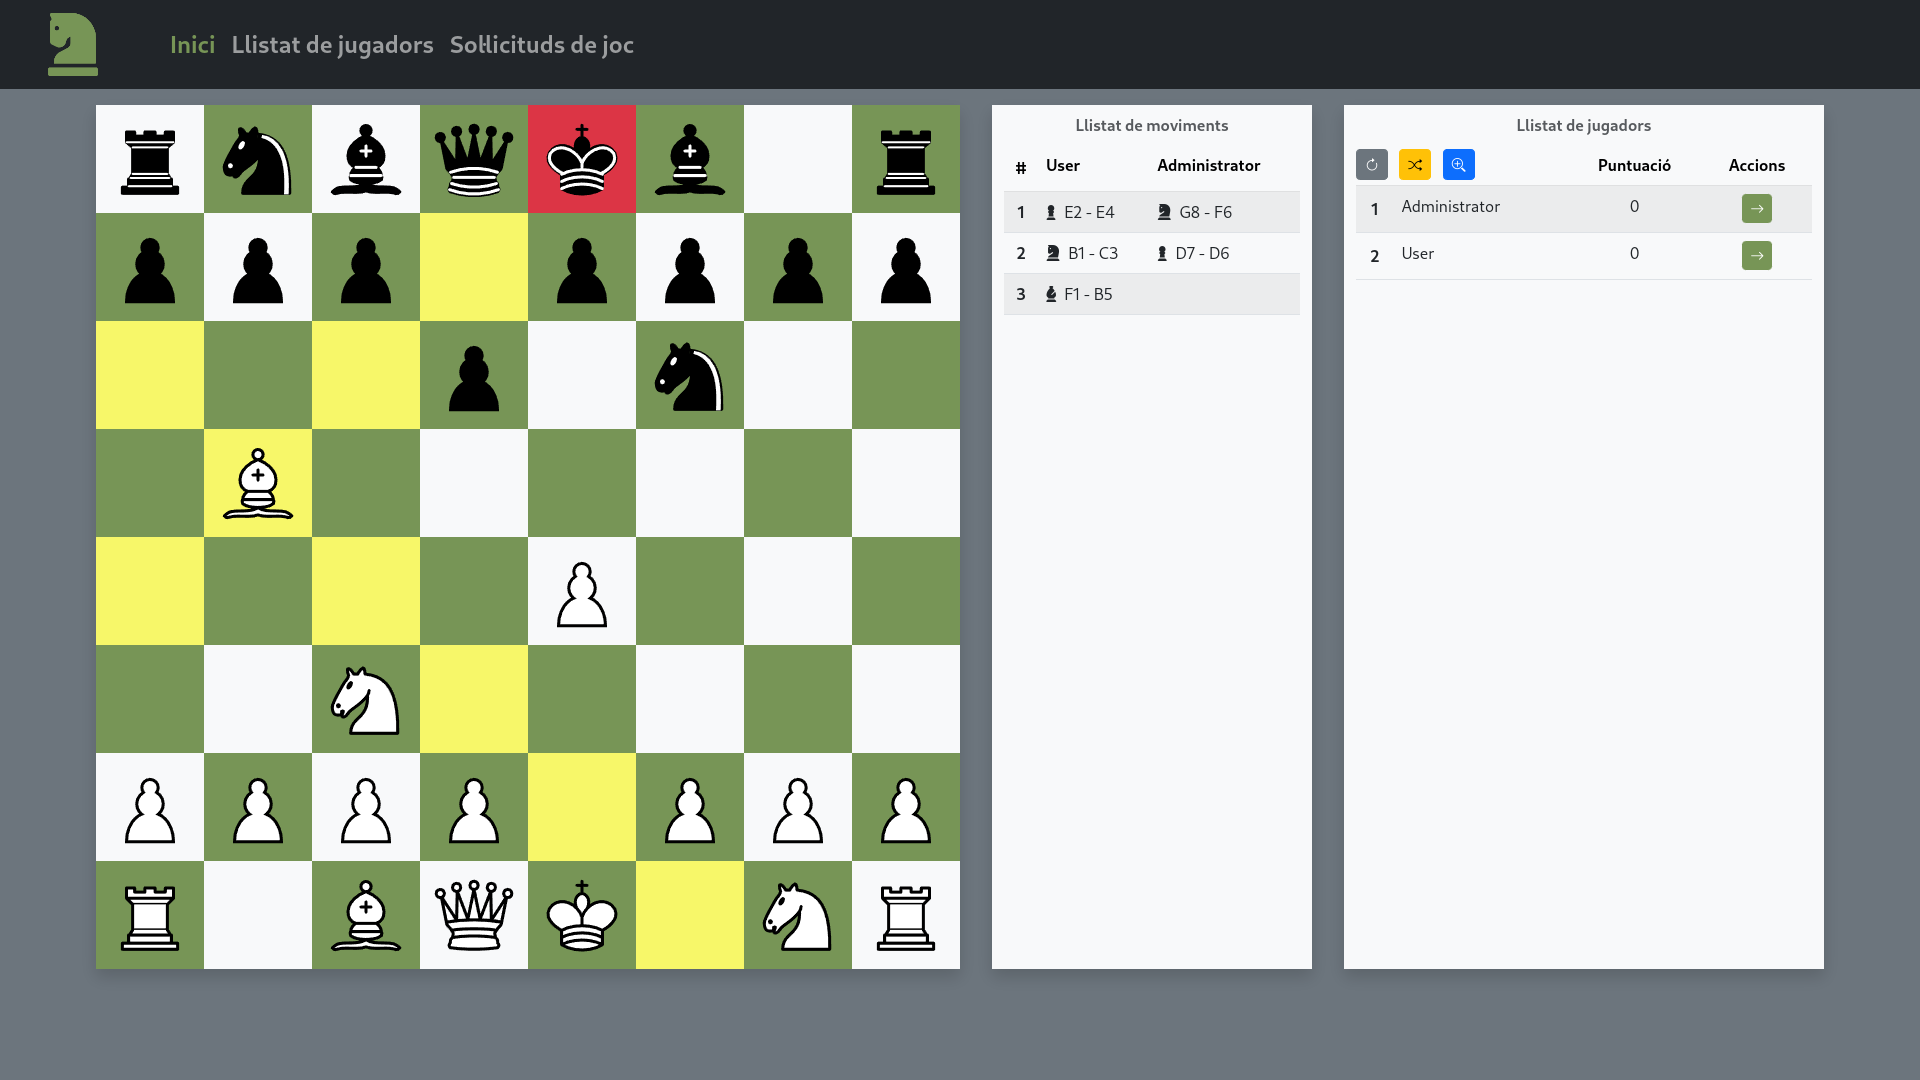 Inici Llistat de jugadors Sol·licituds de joc
Llistat de moviments
# User Administrator
1 E2 - E4 G8 - F6
2 B1 - C3 D7 - D6
3 F1 - B5
Llistat de jugadors
Puntuació Accions
1 Administrator 0
2 User 0